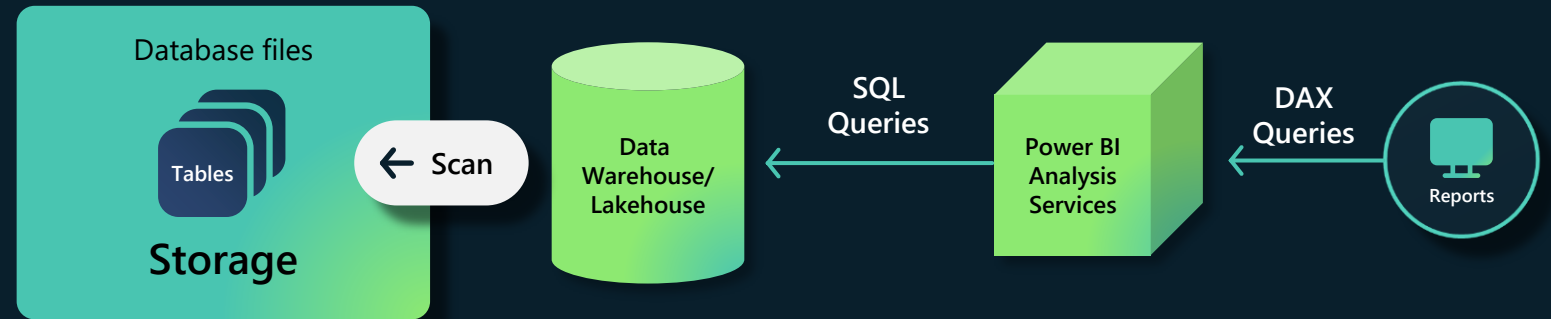 Database files
Tables
Storage
Scan
Data
Warehouse/
Lakehouse
SQL
Queries
Power BI
Analysis
Services
DAX
Queries
Reports